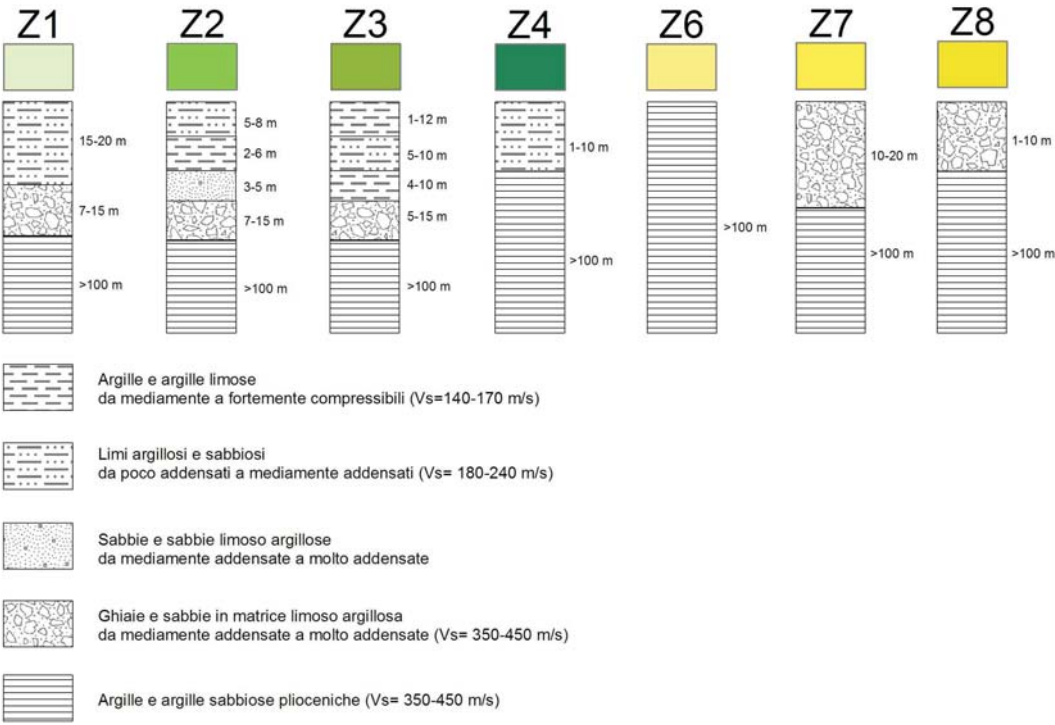 Z1 Z2 Z3 Z4 Z6 Z7 Z8
15-20 m
7-15 m
>100 m
5-8 m
2-6 m
3-5 m
7-15 m
>100 m
1-12 m
5-10 m
4-10 m
5-15 m
>100 m
1-10 m
>100 m
>100 m
10-20 m
>100 m
1-10 m
>100 m
Argille e argille limose
da mediamente a fortemente compressibili (Vs=140-170 m/s)
Limi argillosi e sabbiosi
da poco addensati a mediamente addensati (Vs= 180-240 m/s)
Sabbie e sabbie limoso argillose
da mediamente addensate a molto addensate
Ghiaie e sabbie in matrice limoso argillosa
da mediamente addensate a molto addensate (Vs= 350-450 m/s)
Argille e argille sabbiose plioceniche (Vs= 350-450 m/s)